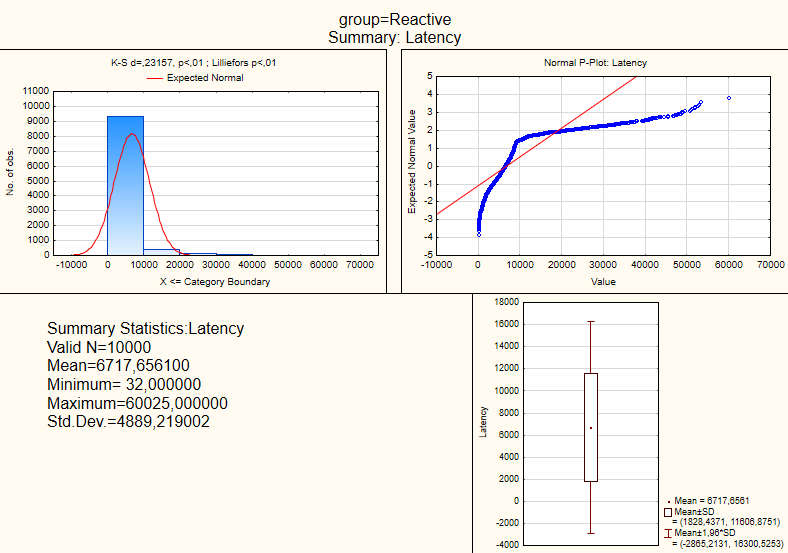 group=Reactive
Summary: Latency
K-S d=,23157, p<,01 ; Lilliefors p<,01
Expected Normal
11000
10000
9000
8000
7000
6000
5000
4000
3000
2000
1000
0
No. of obs.
-10000 0 10000 20000 30000 40000 50000 60000 70000
X <= Category Boundary
Normal P-Plot: Latency
5
4
3
2
1
0
-1
-2
-3
-4
-5
Expected Normal Value
-10000 0 10000 20000 30000 40000 50000 60000 70000
Value
Summary Statistics:Latency
Valid N=10000
Mean=6717,656100
Minimum= 32,000000
Maximum=60025,000000
Std.Dev.=4889,219002
18000
16000
14000
12000
10000
8000
6000
4000
2000
0
-2000
-4000
Latency
Mean = 6717,6561
Mean±SD
= (1828,4371, 11606,8751)
Mean±1,96*SD
= (-2865,2131, 16300,5253)